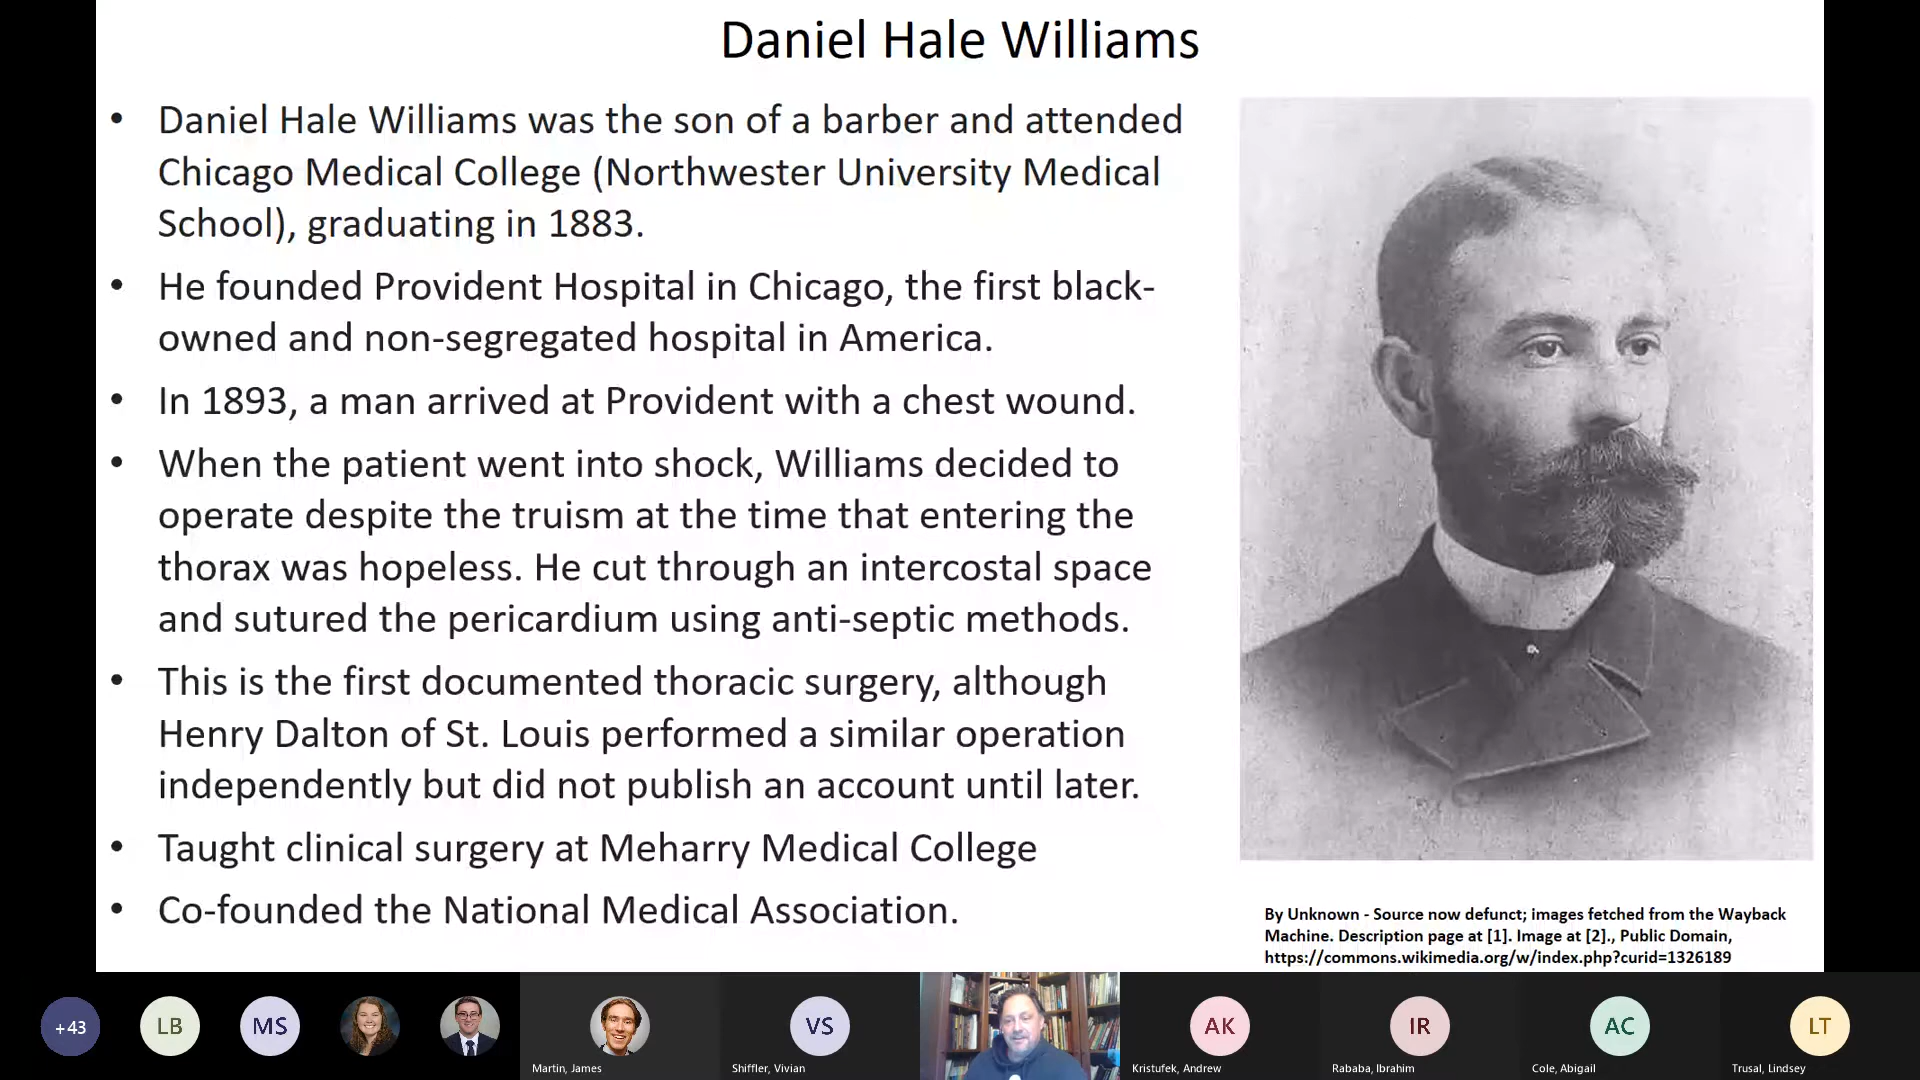 Daniel Hale Williams
• Daniel Hale Williams was the son of a barber and attended
Chicago Medical College (Northwester University Medical
School), graduating in 1883.
• He founded Provident Hospital in Chicago, the first black-
owned and non-segregated hospital in America.
• In 1893, a man arrived at Provident with a chest wound.
• When the patient went into shock, Williams decided to
operate despite the truism at the time that entering the
thorax was hopeless. He cut through an intercostal space
and sutured the pericardium using anti-septic methods.
• This is the first documented thoracic surgery, although
Henry Dalton of St. Louis performed a similar operation
independently but did not publish an account until later.
• Taught clinical surgery at Meharry Medical College
• Co-founded the National Medical Association.
By Unknown - Source now defunct; images fetched from the Wayback
Machine. Description page at [1]. Image at [2]., Public Domain,
https://commons.wikimedia.org/w/index.php?curid=1326189
+43
LB
MS
Martin, James
VS
Shiffler, Vivian
AK
Kristufek, Andrew
IR
Rababa, Ibrahim
AC
Cole, Abigail
LT
Trusal, Lindsey